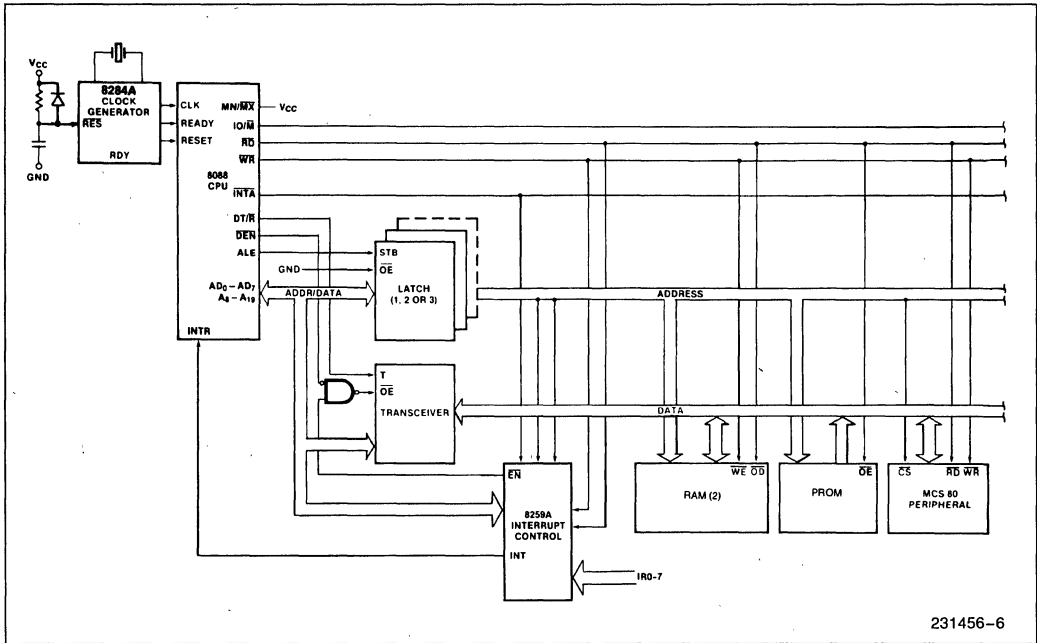 VCC
8284A
CLOCK
GENERATOR
RES
RDY
GND
CLK
READY
RESET
MN/MX
VCC
IO/M
RD
WR
8088
CPU
INTA
DT/R
DEN
ALE
AD0–AD7
A8–A19
INTR
GND
ADDR/DATA
STB
OE
LATCH
(1, 2 OR 3)
ADDRESS
T
OE
TRANSCEIVER
DATA
EN
8259A
INTERRUPT
CONTROL
INT
IR0-7
WE OD
RAM (2)
OE
PROM
CS
RD WR
MCS 80
PERIPHERAL
231456–6